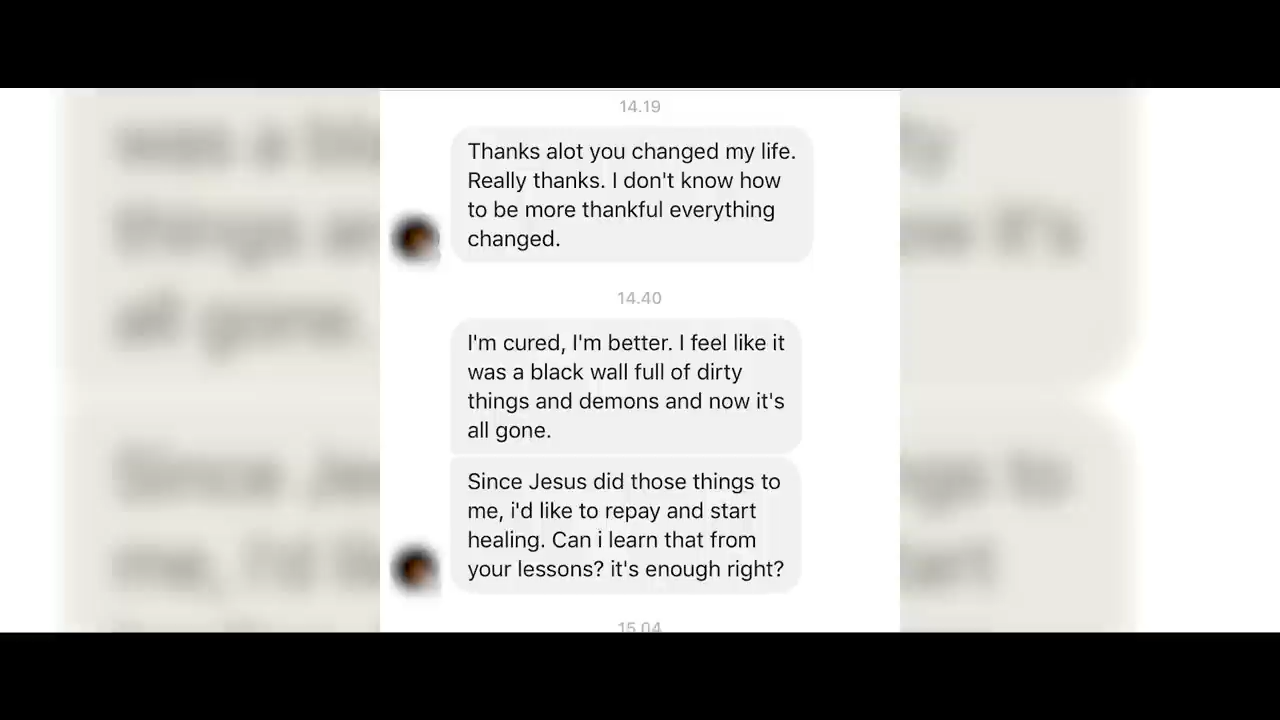 14.19
Thanks alot you changed my life.
Really thanks. I don't know how
to be more thankful everything
changed.
14.40
I'm cured, I'm better. I feel like it
was a black wall full of dirty
things and demons and now it's
all gone.
Since Jesus did those things to
me, i'd like to repay and start
healing. Can i learn that from
your lessons? it's enough right?
15.04